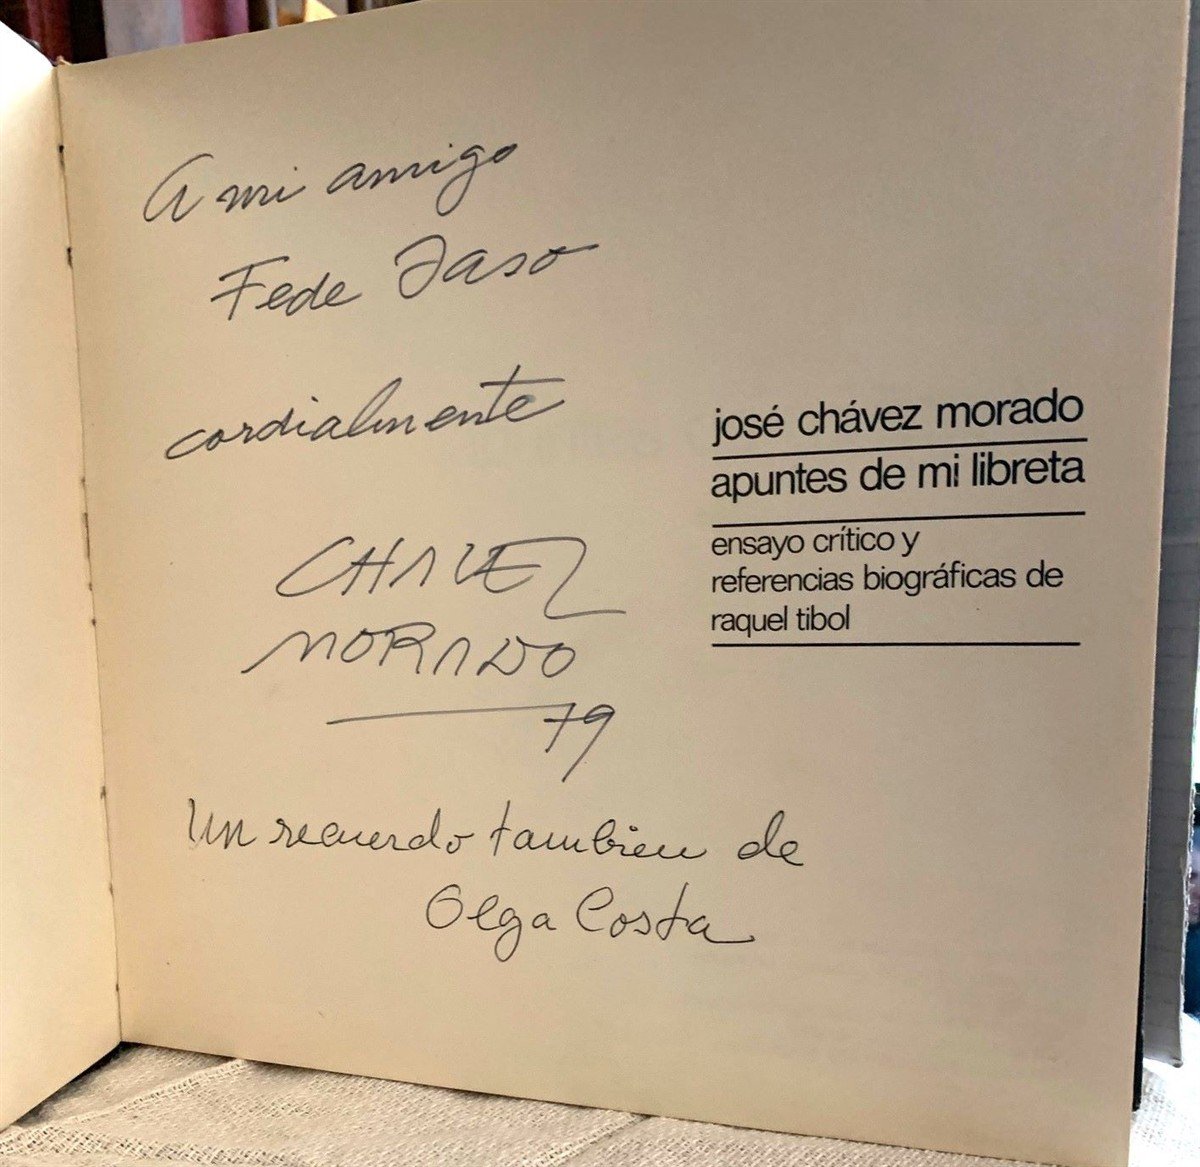 A mi amigo
Fede Jaso
cordialmente
CHAVEZ
MORADO
79
Un recuerdo tambien de
Olga Costa
josé chávez morado
apuntes de mi libreta
ensayo crítico y
referencias biográficas de
raquel tibol